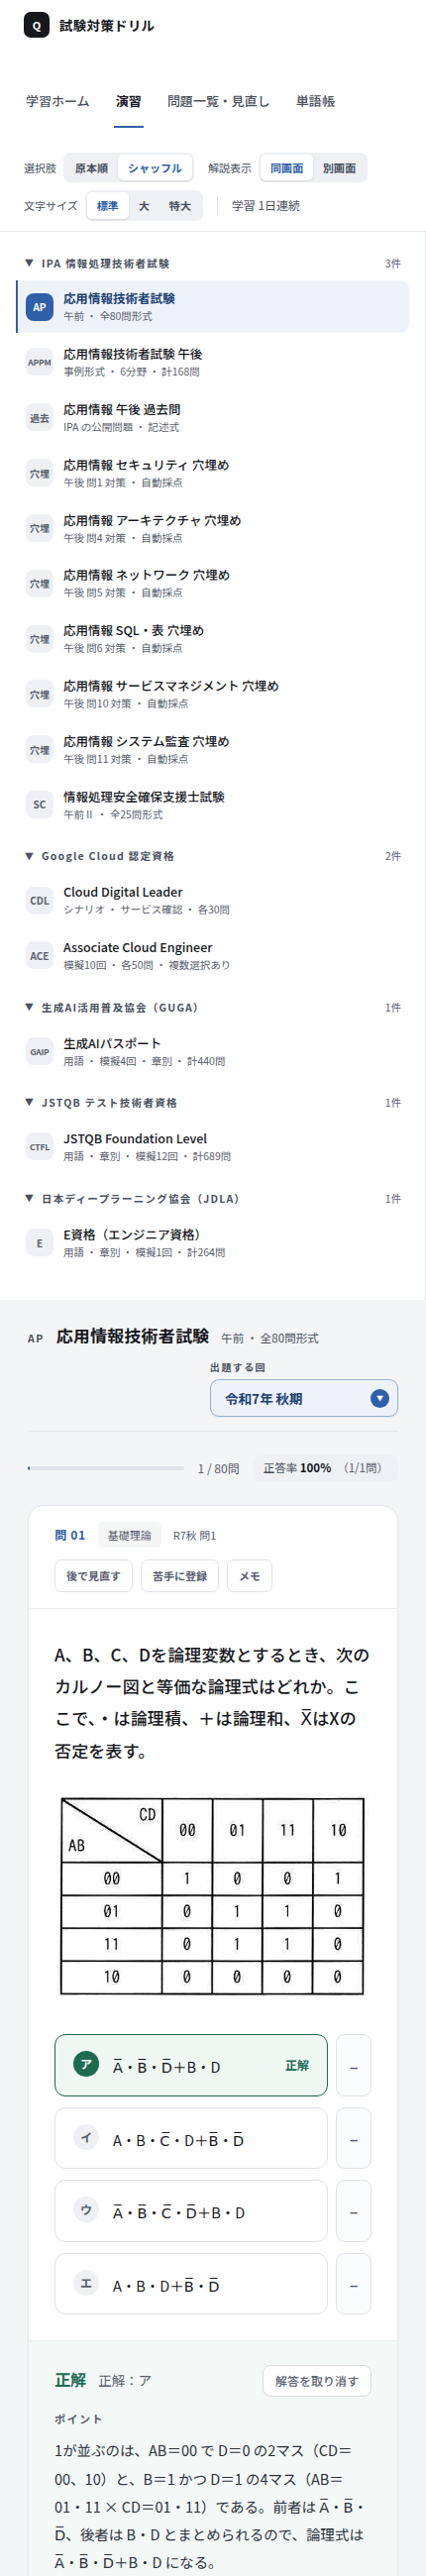 Q 試験対策ドリル
学習ホーム 演習 問題一覧・見直し 単語帳
選択肢 原本順 シャッフル 解説表示 同画面 別画面
文字サイズ 標準 大 特大 学習 1日連続
▼ IPA 情報処理技術者試験 3件
AP 応用情報技術者試験
午前 ・ 全80問形式
APPM 応用情報技術者試験 午後
事例形式 ・ 6分野 ・ 計168問
過去 応用情報 午後 過去問
IPA の公開問題 ・ 記述式
穴埋 応用情報 セキュリティ 穴埋め
午後 問1 対策 ・ 自動採点
穴埋 応用情報 アーキテクチャ 穴埋め
午後 問4 対策 ・ 自動採点
穴埋 応用情報 ネットワーク 穴埋め
午後 問5 対策 ・ 自動採点
穴埋 応用情報 SQL・表 穴埋め
午後 問6 対策 ・ 自動採点
穴埋 応用情報 サービスマネジメント 穴埋め
午後 問10 対策 ・ 自動採点
穴埋 応用情報 システム監査 穴埋め
午後 問11 対策 ・ 自動採点
SC 情報処理安全確保支援士試験
午前Ⅱ ・ 全25問形式
▼ Google Cloud 認定資格 2件
CDL Cloud Digital Leader
シナリオ ・ サービス確認 ・ 各30問
ACE Associate Cloud Engineer
模擬10回 ・ 各50問 ・ 複数選択あり
▼ 生成AI活用普及協会（GUGA） 1件
GAIP 生成AIパスポート
用語 ・ 模擬4回 ・ 章別 ・ 計440問
▼ JSTQB テスト技術者資格 1件
CTFL JSTQB Foundation Level
用語 ・ 章別 ・ 模擬12回 ・ 計689問
▼ 日本ディープラーニング協会（JDLA） 1件
E E資格（エンジニア資格）
用語 ・ 章別 ・ 模擬1回 ・ 計264問
AP 応用情報技術者試験 午前 ・ 全80問形式
出題する回
令和7年 秋期 ▼
1 / 80問 正答率 100% （1/1問）
問 01 基礎理論 R7秋 問1
後で見直す 苦手に登録 メモ
A、B、C、Dを論理変数とするとき、次の
カルノー図と等価な論理式はどれか。こ
こで、・は論理積、＋は論理和、X̅はXの
否定を表す。
CD 00 01 11 10
AB
00 1 0 0 1
01 0 1 1 0
11 0 1 1 0
10 0 0 0 0
ア A̅・B̅・D̅＋B・D 正解 –
イ A・B・C̅・D＋B̅・D̅ –
ウ A̅・B̅・C̅・D̅＋B・D –
エ A・B・D＋B̅・D̅ –
正解 正解：ア 解答を取り消す
ポイント
1が並ぶのは、AB＝00 で D＝0 の2マス（CD＝
00、10）と、B＝1 かつ D＝1 の4マス（AB＝
01・11 × CD＝01・11）である。前者は A̅・B̅・
D̅、後者は B・D とまとめられるので、論理式は
A̅・B̅・D̅＋B・D になる。